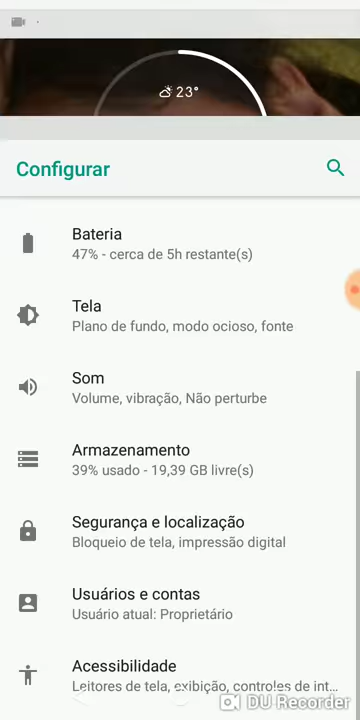 23°
Configurar
Bateria
47% - cerca de 5h restante(s)
Tela
Plano de fundo, modo ocioso, fonte
Som
Volume, vibração, Não perturbe
Armazenamento
39% usado - 19,39 GB livre(s)
Segurança e localização
Bloqueio de tela, impressão digital
Usuários e contas
Usuário atual: Proprietário
Acessibilidade
Leitores de tela, exibição, controles de int...
DU Recorder